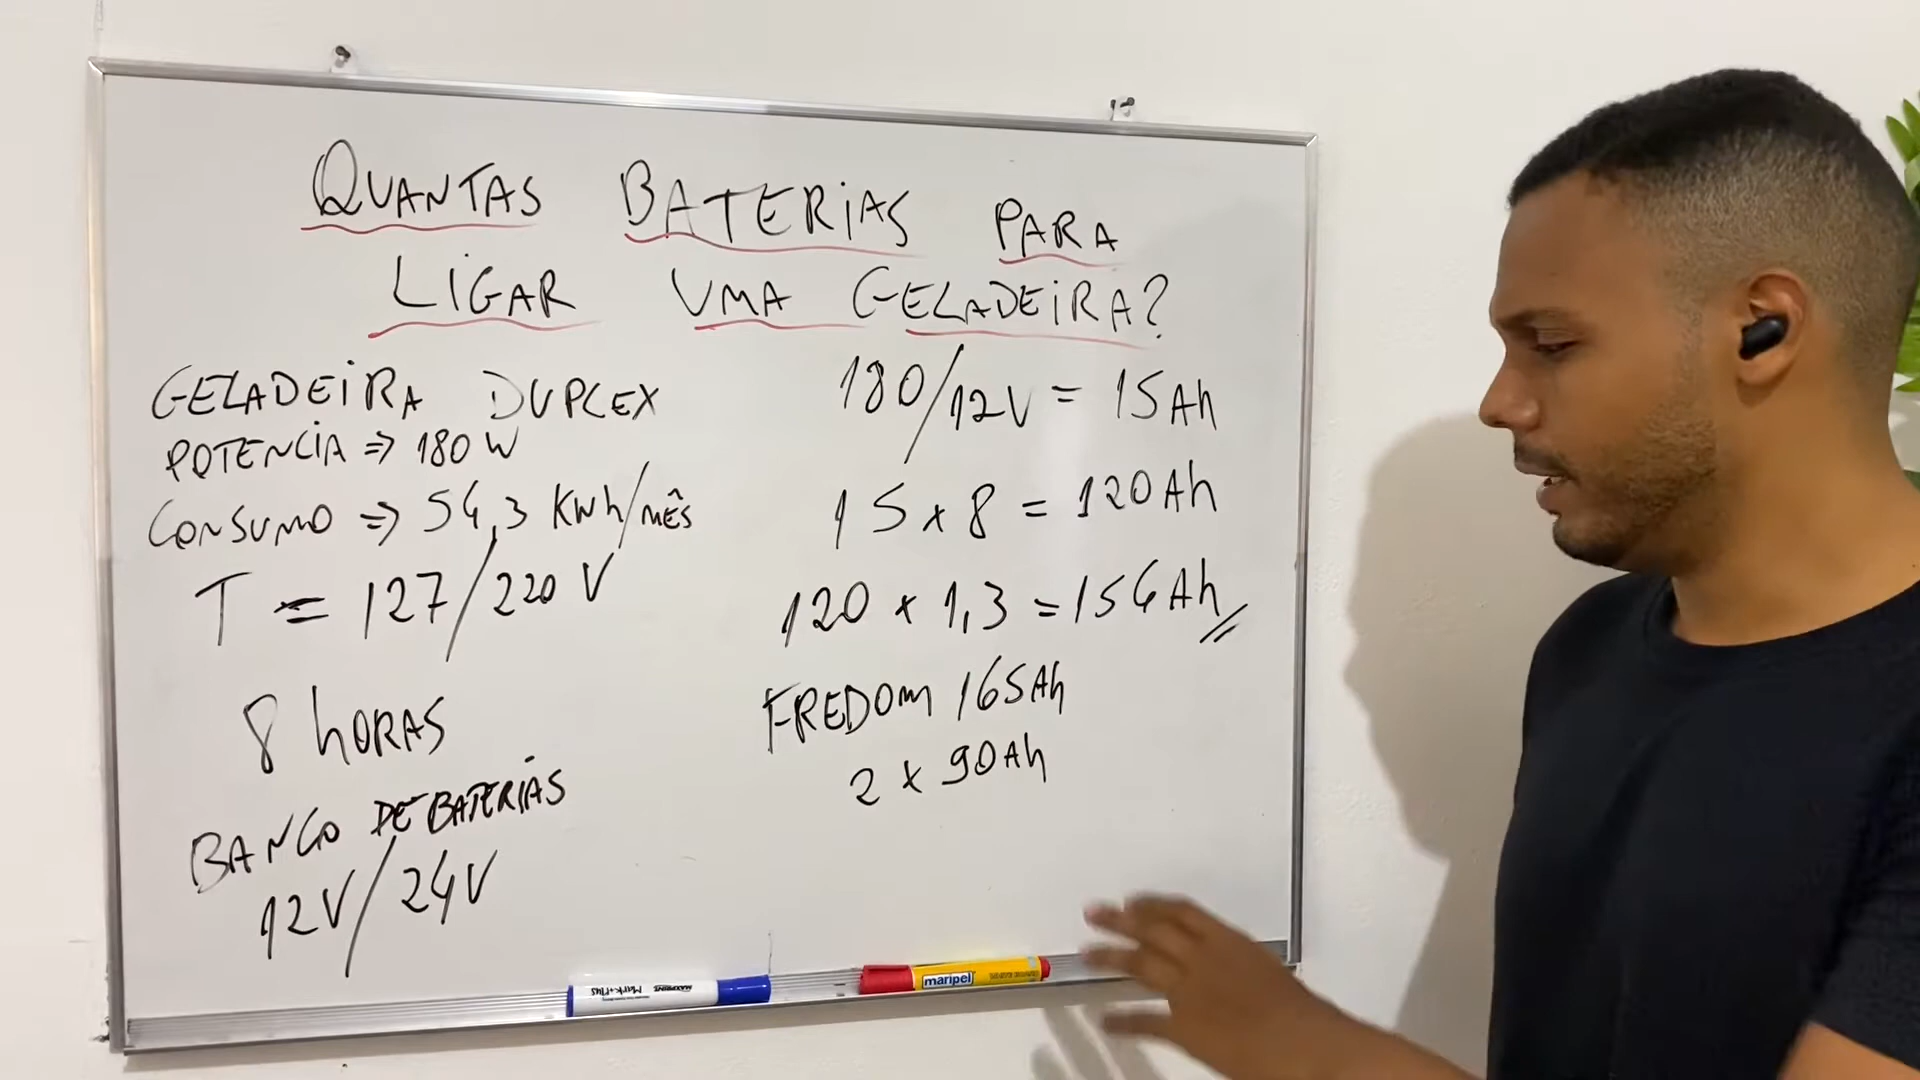 QUANTAS BATERIAS PARA
LIGAR UMA GELADEIRA?
GELADEIRA DUPLEX
POTENCIA => 180 W
CONSUMO => 54,3 KWh/MÊS
T = 127/220 V
8 hORAS
BANCO DE BATERIAS
12V/24V
180/12V = 15Ah
15 x 8 = 120Ah
120 x 1,3 = 156Ah
FREDOM 165Ah
2 x 90Ah
maripel